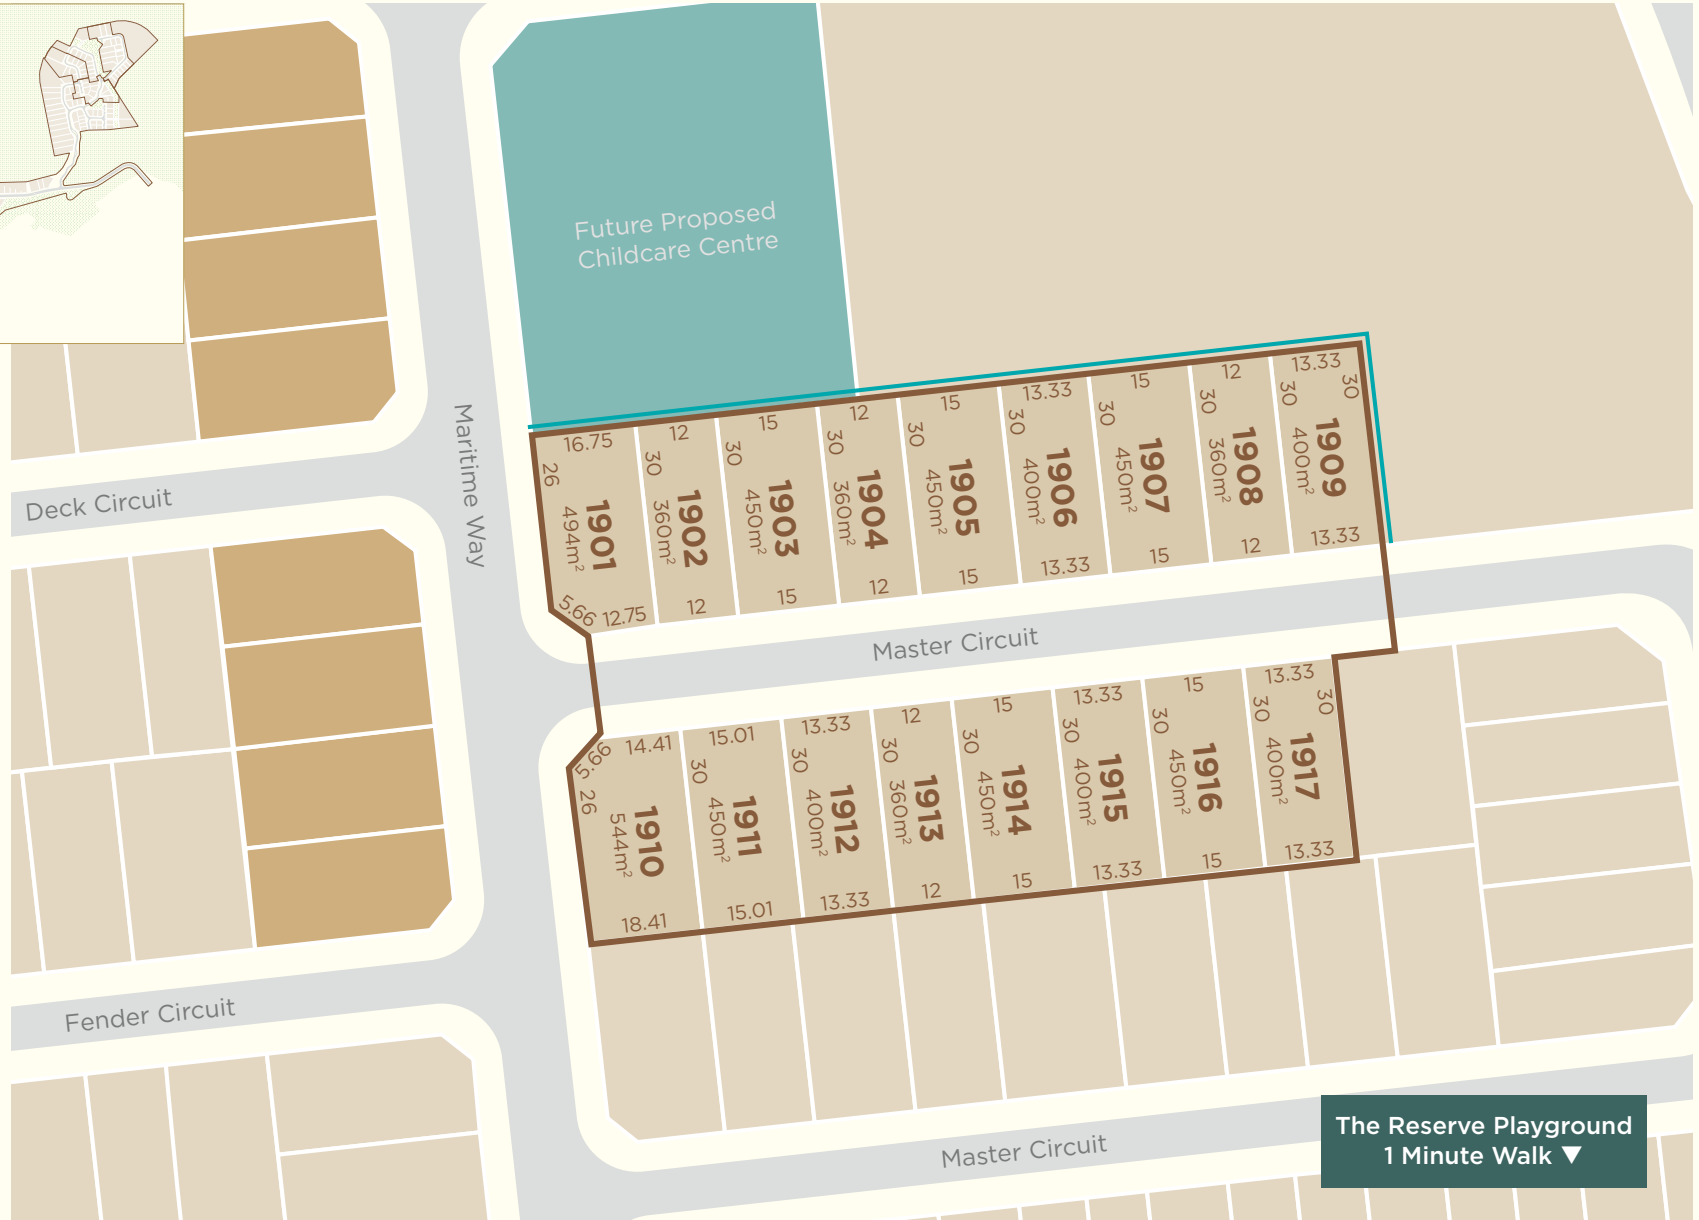 Future Proposed
Childcare Centre
Maritime Way
Deck Circuit
16.75
26
1901
494m²
5.66
12.75
12
30
1902
360m²
12
15
30
1903
450m²
15
12
30
1904
360m²
12
15
30
1905
450m²
15
13.33
30
1906
400m²
13.33
15
30
1907
450m²
15
12
30
1908
360m²
12
13.33
30
30
1909
400m²
13.33
Master Circuit
5.66
14.41
26
1910
544m²
18.41
15.01
30
1911
450m²
15.01
13.33
30
1912
400m²
13.33
12
30
1913
360m²
12
15
30
1914
450m²
15
13.33
30
1915
400m²
13.33
15
30
1916
450m²
15
13.33
30
30
1917
400m²
13.33
Fender Circuit
Master Circuit
The Reserve Playground
1 Minute Walk ▼